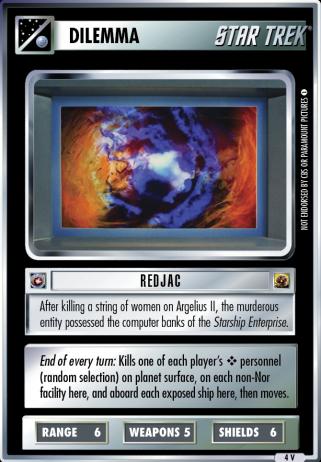 DILEMMA
STAR TREK
NOT ENDORSED BY CBS OR PARAMOUNT PICTURES
REDJAC
After killing a string of women on Argelius II, the murderous
entity possessed the computer banks of the Starship Enterprise.
End of every turn: Kills one of each player's ❖ personnel
(random selection) on planet surface, on each non-Nor
facility here, and aboard each exposed ship here, then moves.
RANGE 6 WEAPONS 5 SHIELDS 6
4 V